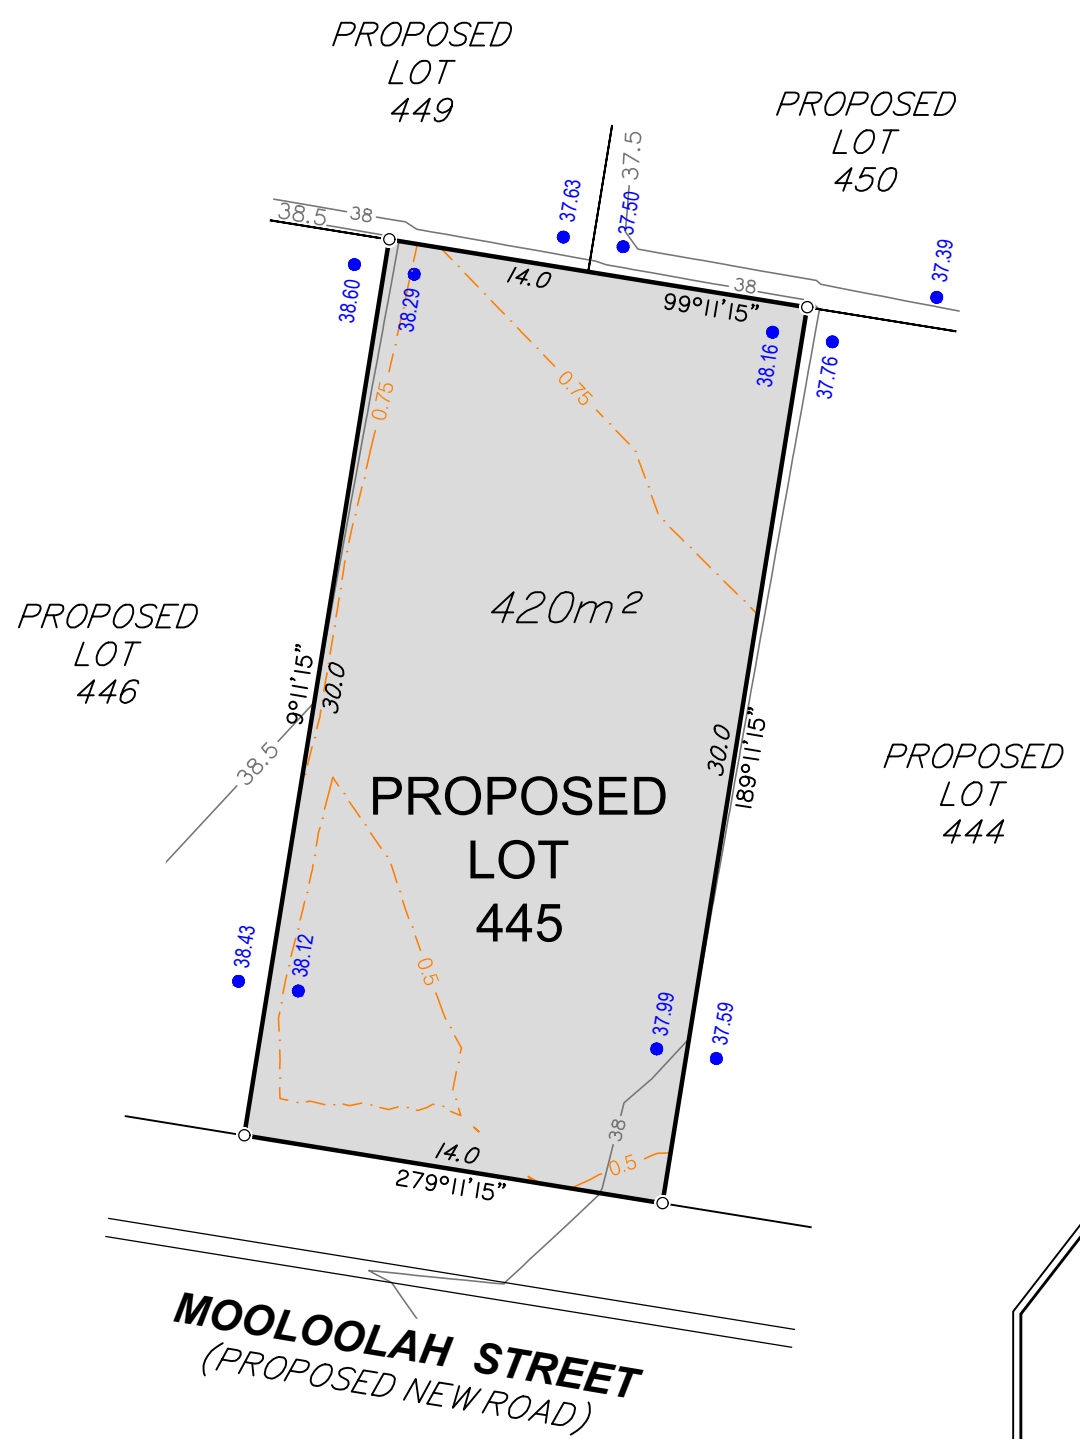 PROPOSED
LOT
449
PROPOSED
LOT
450
37.5
37.63
37.50
38.5
38
37.39
14.0
38
99°11'15"
38.60
38.29
38.16
37.76
0.75
0.75
420m²
PROPOSED
LOT
446
9°11'15"
30.0
38.5
30.0
189°11'15"
PROPOSED
LOT
444
PROPOSED
LOT
445
38.43
38.12
0.5
37.99
37.59
38
14.0
0.5
279°11'15"
MOOLOOLAH STREET
(PROPOSED NEW ROAD)